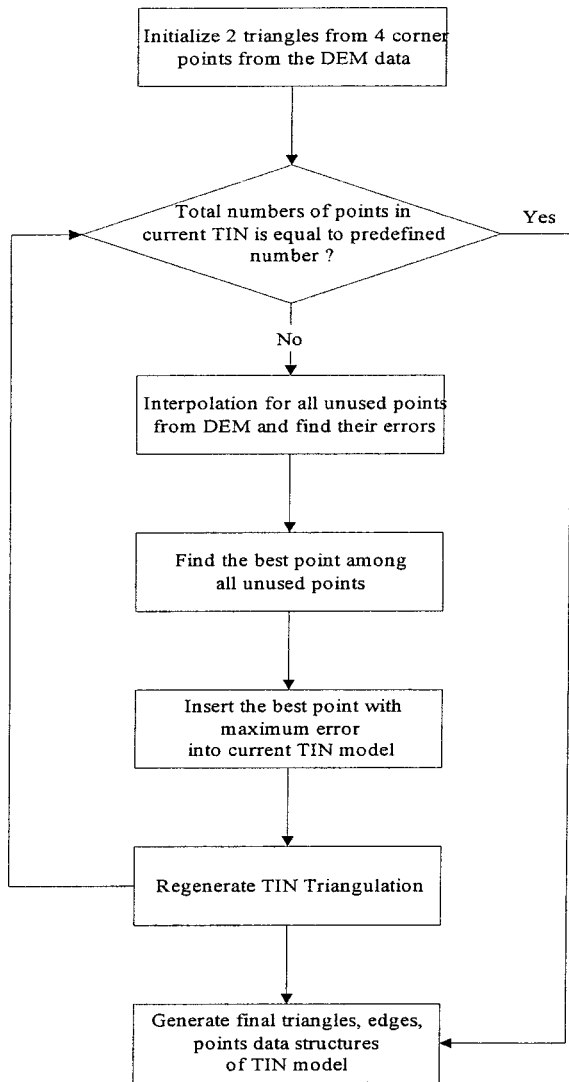 Initialize 2 triangles from 4 corner
points from the DEM data
Total numbers of points in
current TIN is equal to predefined
number ?
Yes
No
Interpolation for all unused points
from DEM and find their errors
Find the best point among
all unused points
Insert the best point with
maximum error
into current TIN model
Regenerate TIN Triangulation
Generate final triangles, edges,
points data structures
of TIN model